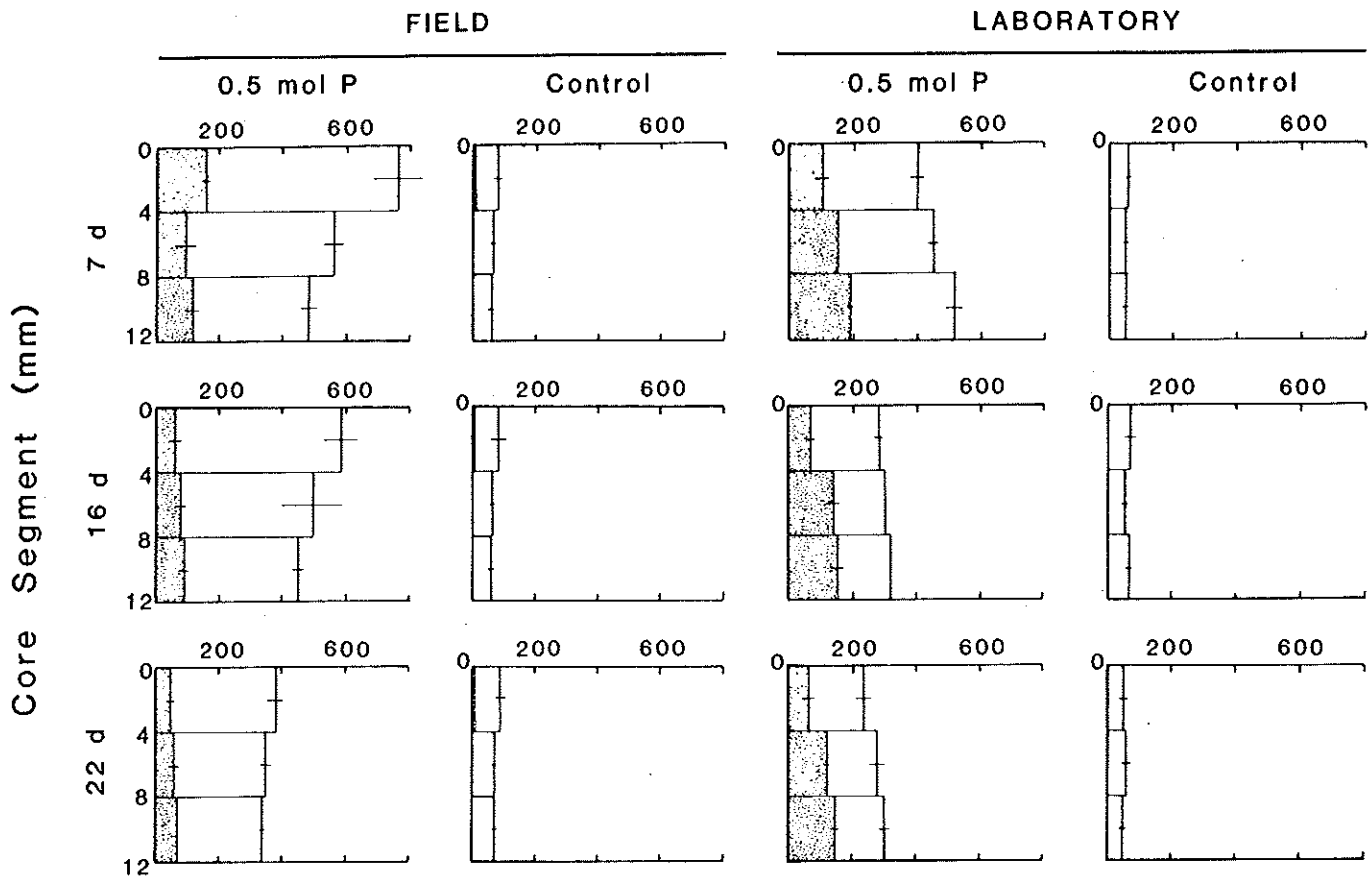 FIELD LABORATORY
0.5 mol P Control 0.5 mol P Control
200 600 200 600 200 600 200 600
0 0 0 0
4
8
12
7 d
200 600 200 600 200 600 200 600
0 0 0 0
4
8
12
16 d
200 600 200 600 200 600 200 600
0 0 0 0
4
8
12
22 d
Core Segment (mm)